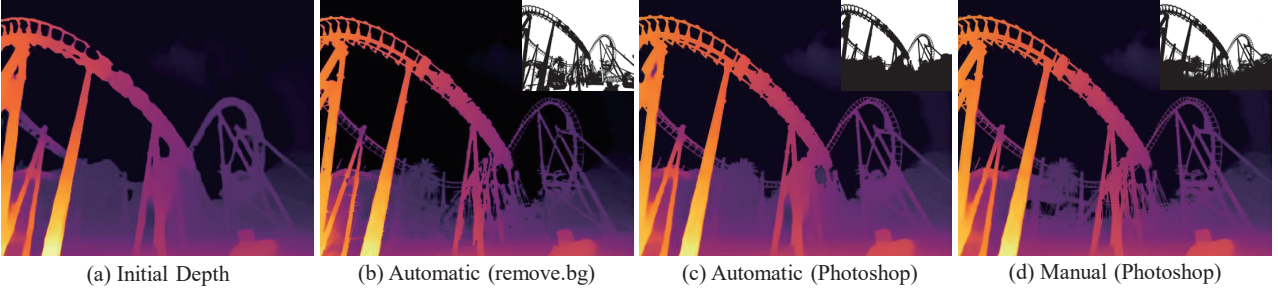 (a) Initial Depth
(b) Automatic (remove.bg)
(c) Automatic (Photoshop)
(d) Manual (Photoshop)